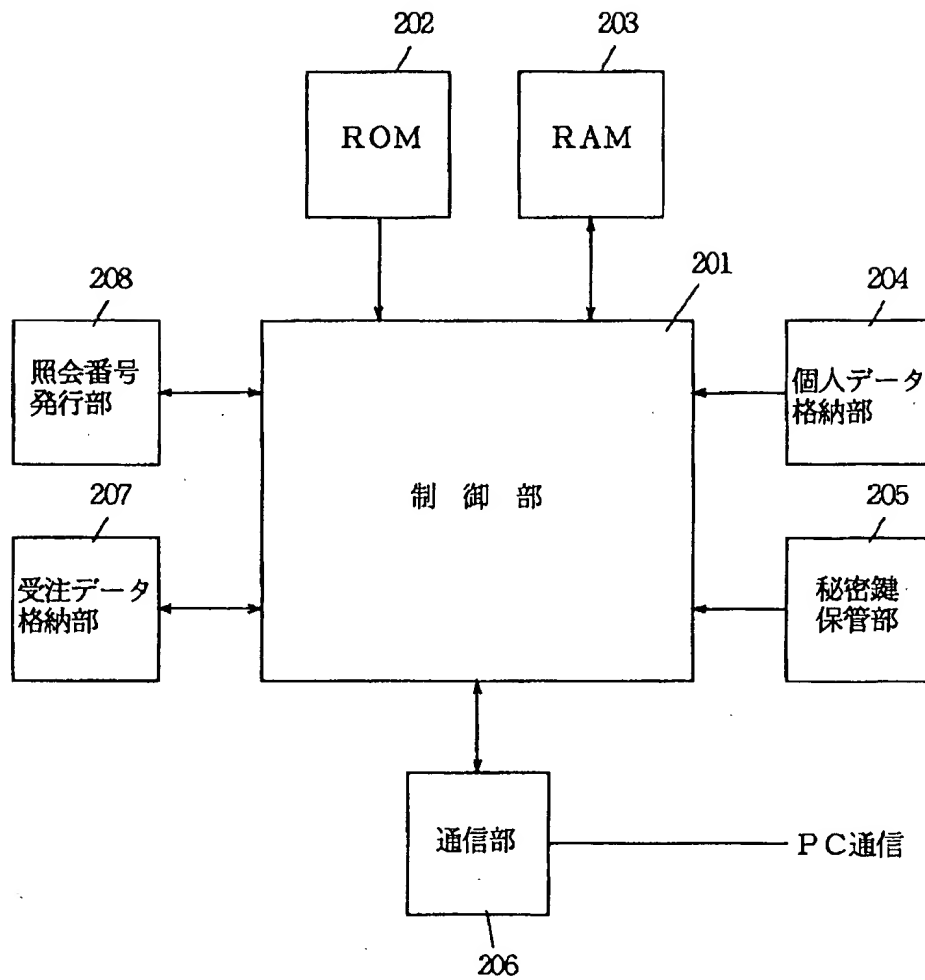 202
203
ROM
RAM
201
208
204
照会番号
発行部
個人データ
格納部
制 御 部
207
205
受注データ
格納部
秘密鍵
保管部
通信部
PC通信
206